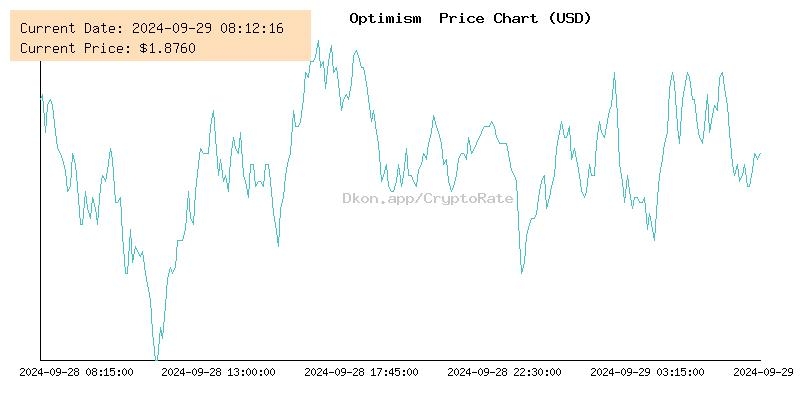 Optimism Price Chart (USD)
Current Date: 2024-09-29 08:12:16
Current Price: $1.8760
Dkon.app/CryptoRate
2024-09-28 08:15:00 2024-09-28 13:00:00 2024-09-28 17:45:00 2024-09-28 22:30:00 2024-09-29 03:15:00 2024-09-29